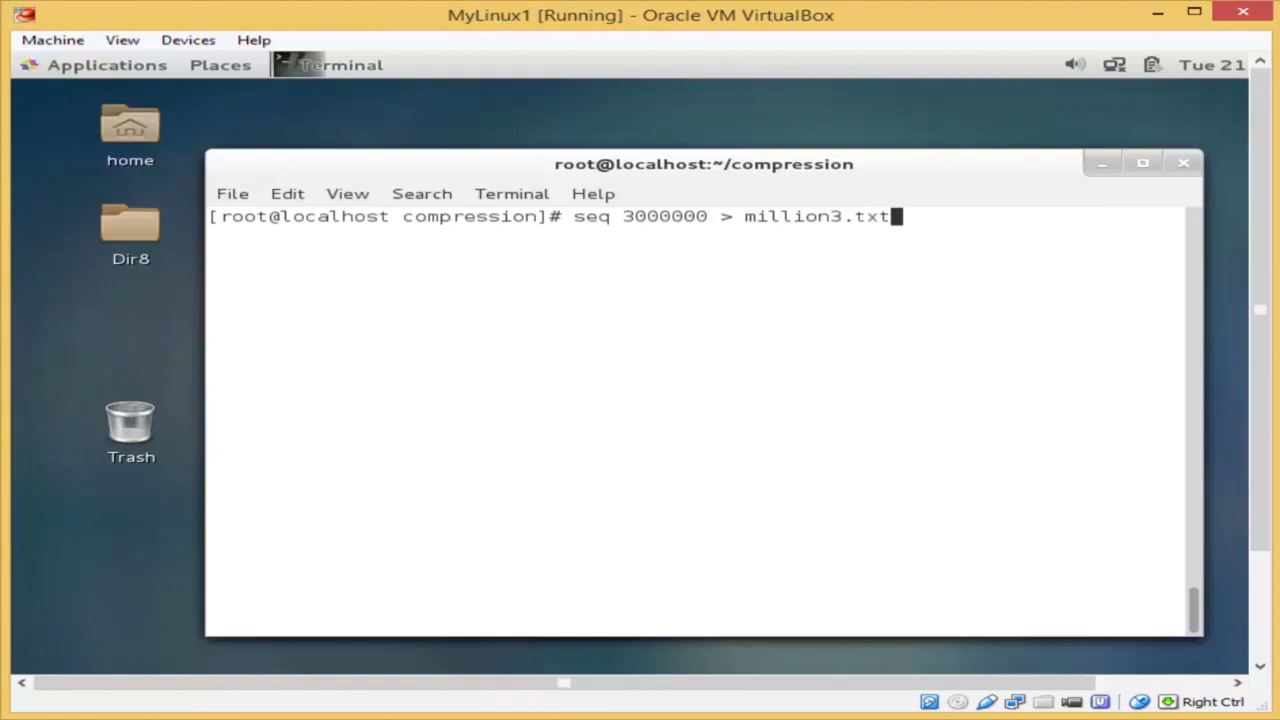 MyLinux1 [Running] - Oracle VM VirtualBox
Machine View Devices Help
Applications Places Terminal Tue 21
home
root@localhost:~/compression
File Edit View Search Terminal Help
[root@localhost compression]# seq 3000000 > million3.txt
Dir8
Trash
Right Ctrl